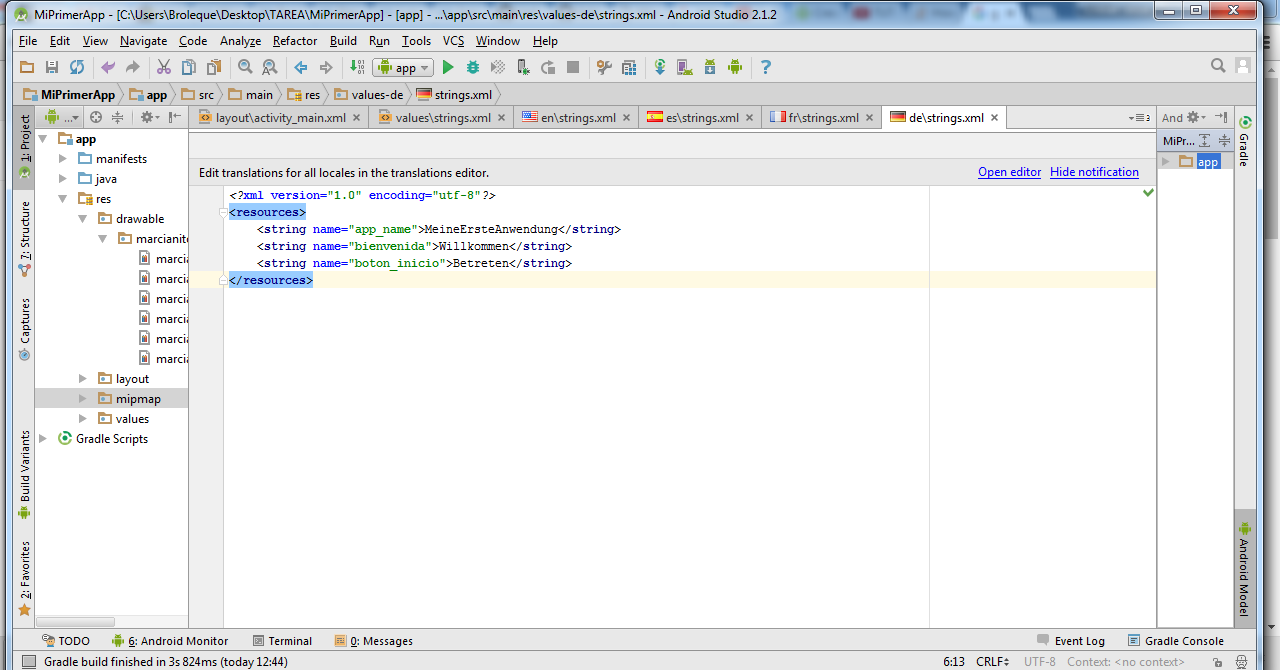 MiPrimerApp - [C:\Users\Broleque\Desktop\TAREA\MiPrimerApp] - [app] - ...\app\src\main\res\values-de\strings.xml - Android Studio 2.1.2
File Edit View Navigate Code Analyze Refactor Build Run Tools VCS Window Help
app
MiPrimerApp app src main res values-de strings.xml
... layout\activity_main.xml values\strings.xml en\strings.xml es\strings.xml fr\strings.xml de\strings.xml 3 And
1: Project
7: Structure
Captures
Build Variants
2: Favorites
app
manifests
java
res
drawable
marcianit
marcia
marcia
marcia
marcia
marcia
marcia
layout
mipmap
values
Gradle Scripts
Edit translations for all locales in the translations editor. Open editor Hide notification
<?xml version="1.0" encoding="utf-8"?>
<resources>
<string name="app_name">MeineErsteAnwendung</string>
<string name="bienvenida">Willkommen</string>
<string name="boton_inicio">Betreten</string>
</resources>
MiPr...
app
Gradle
Android Model
TODO 6: Android Monitor Terminal 0: Messages Event Log Gradle Console
Gradle build finished in 3s 824ms (today 12:44) 6:13 CRLF UTF-8 Context: <no context>